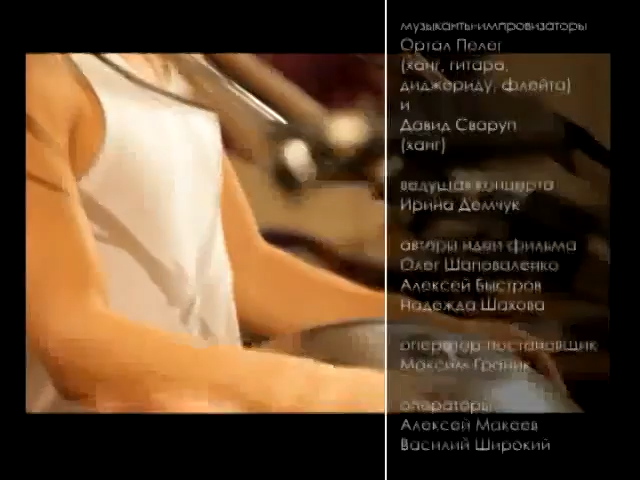 музыканты-импровизаторы
Ортал Пелег
(ханг, гитара,
диджериду, флейта)
и
Давид Сваруп
(ханг)
ведущая концерта
Ирина Демчук
авторы идеи фильма
Олег Шаповаленко
Алексей Быстров
Надежда Шахова
оператор-постановщик
Максим Граник
операторы
Алексей Макеев
Василий Широкий